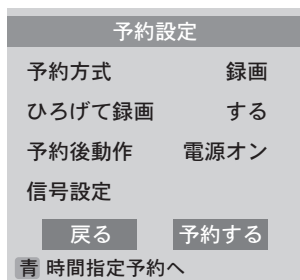 予約設定
予約方式 録画
ひろげて録画 する
予約後動作 電源オン
信号設定
戻る 予約する
青 時間指定予約へ